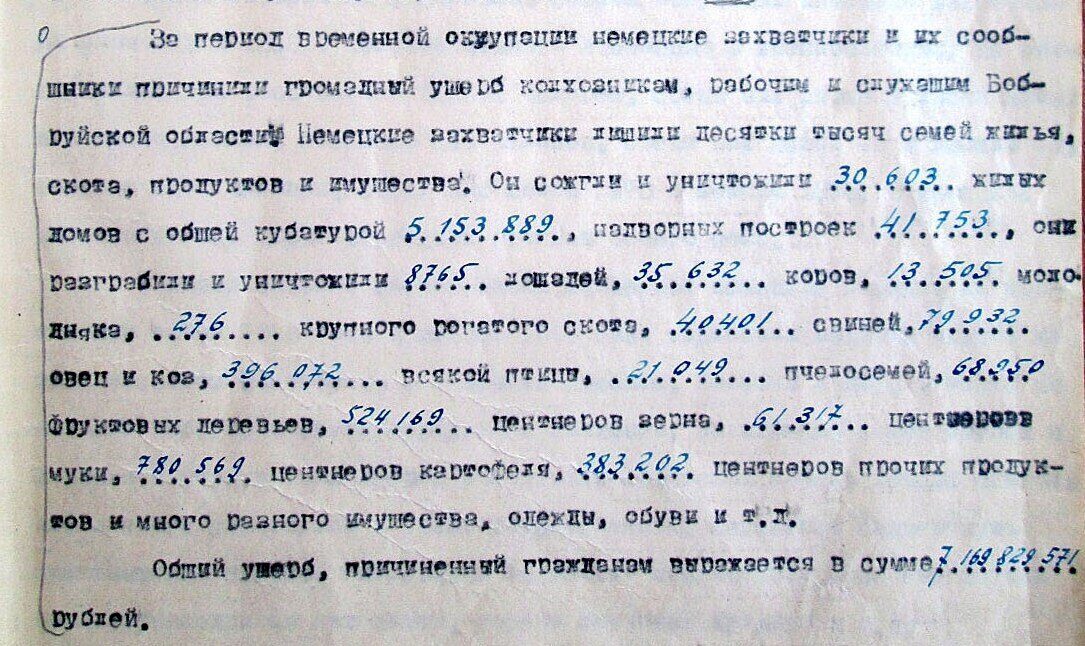 За период временной оккупации немецкие захватчики и их сооб-
щники причинили громадный ущерб колхозникам, рабочим и служащим Боб-
руйской области. Немецкие захватчики лишили десятки тысяч семей жилья,
скота, продуктов и имущества. Он сожгли и уничтожили 30.603 жилых
домов с общей кубатурой 5.153.889, надворных построек 41.753, они
разграбили и уничтожили 8765 лошадей, 35.632 коров, 13.505 моло-
дняка, 276 крупного рогатого скота, 40401 свиней, 79.932
овец и коз, 396.072 всякой птицы, 21.049 пчелосемей, 68.950
фруктовых деревьев, 524169 центнеров зерна, 61.317 центнеров
муки, 780.569 центнеров картофеля, 383.202 центнеров прочих продук-
тов и много разного имущества, одежды, обуви и т.д.
Общий ущерб, причиненный гражданам выражается в сумме 7.169.829.571
рублей.